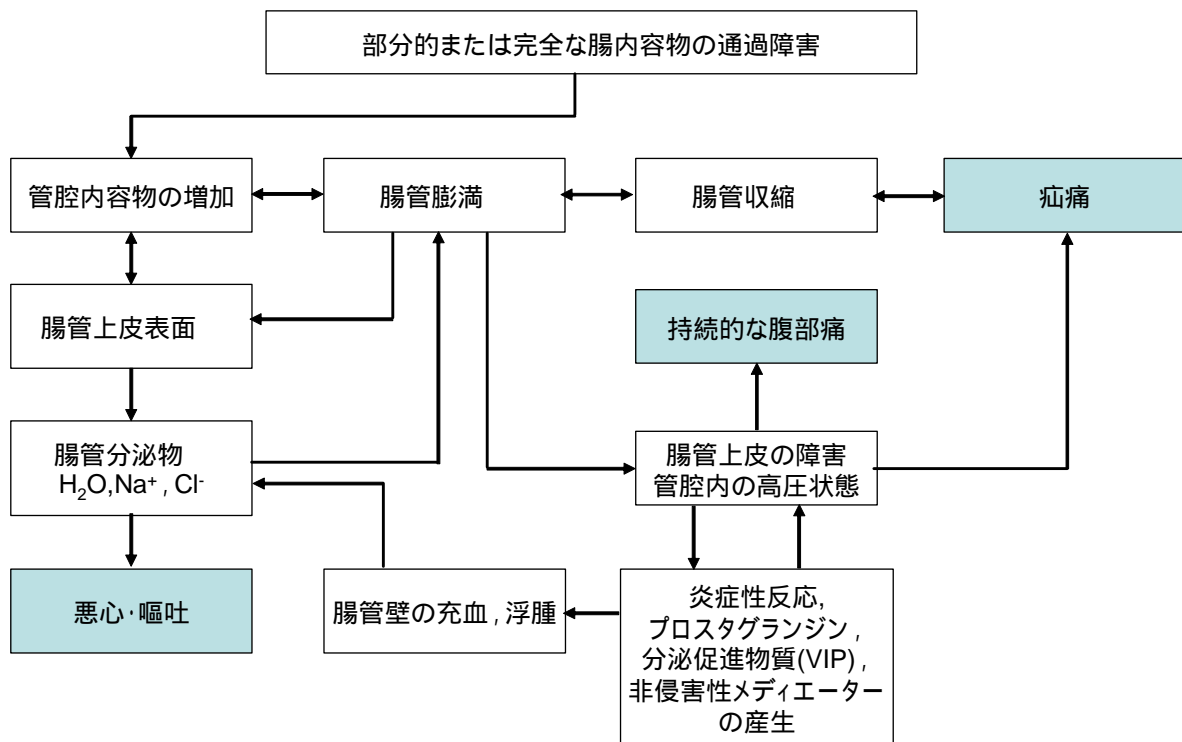 部分的または完全な腸内容物の通過障害
管腔内容物の増加
腸管膨満
腸管収縮
疝痛
腸管上皮表面
持続的な腹部痛
腸管分泌物
H₂O,Na⁺, Cl⁻
腸管上皮の障害
管腔内の高圧状態
悪心・嘔吐
腸管壁の充血, 浮腫
炎症性反応,
プロスタグランジン,
分泌促進物質(VIP),
非侵害性メディエーター
の産生